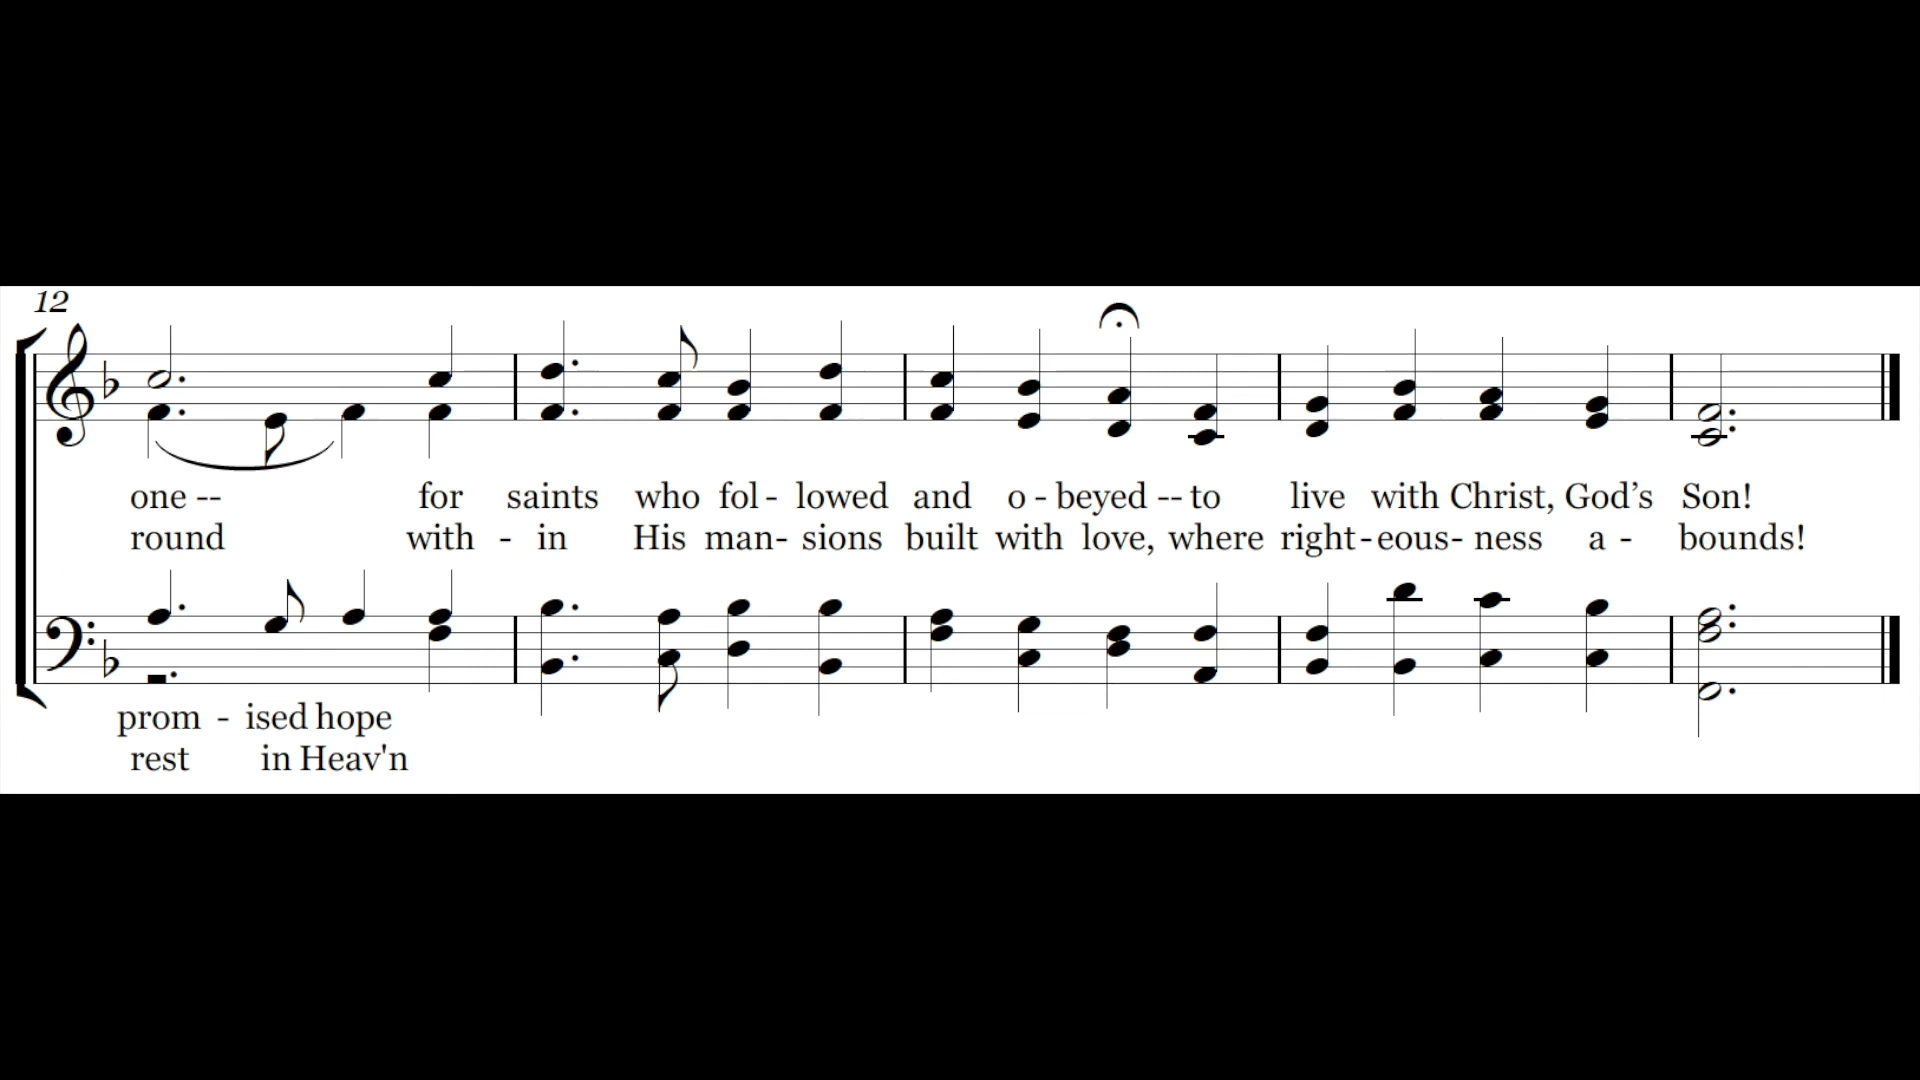 12
one -- for saints who fol - lowed and o - beyed -- to live with Christ, God’s Son!
round with - in His man- sions built with love, where right - eous- ness a - bounds!
prom - ised hope
rest in Heav'n